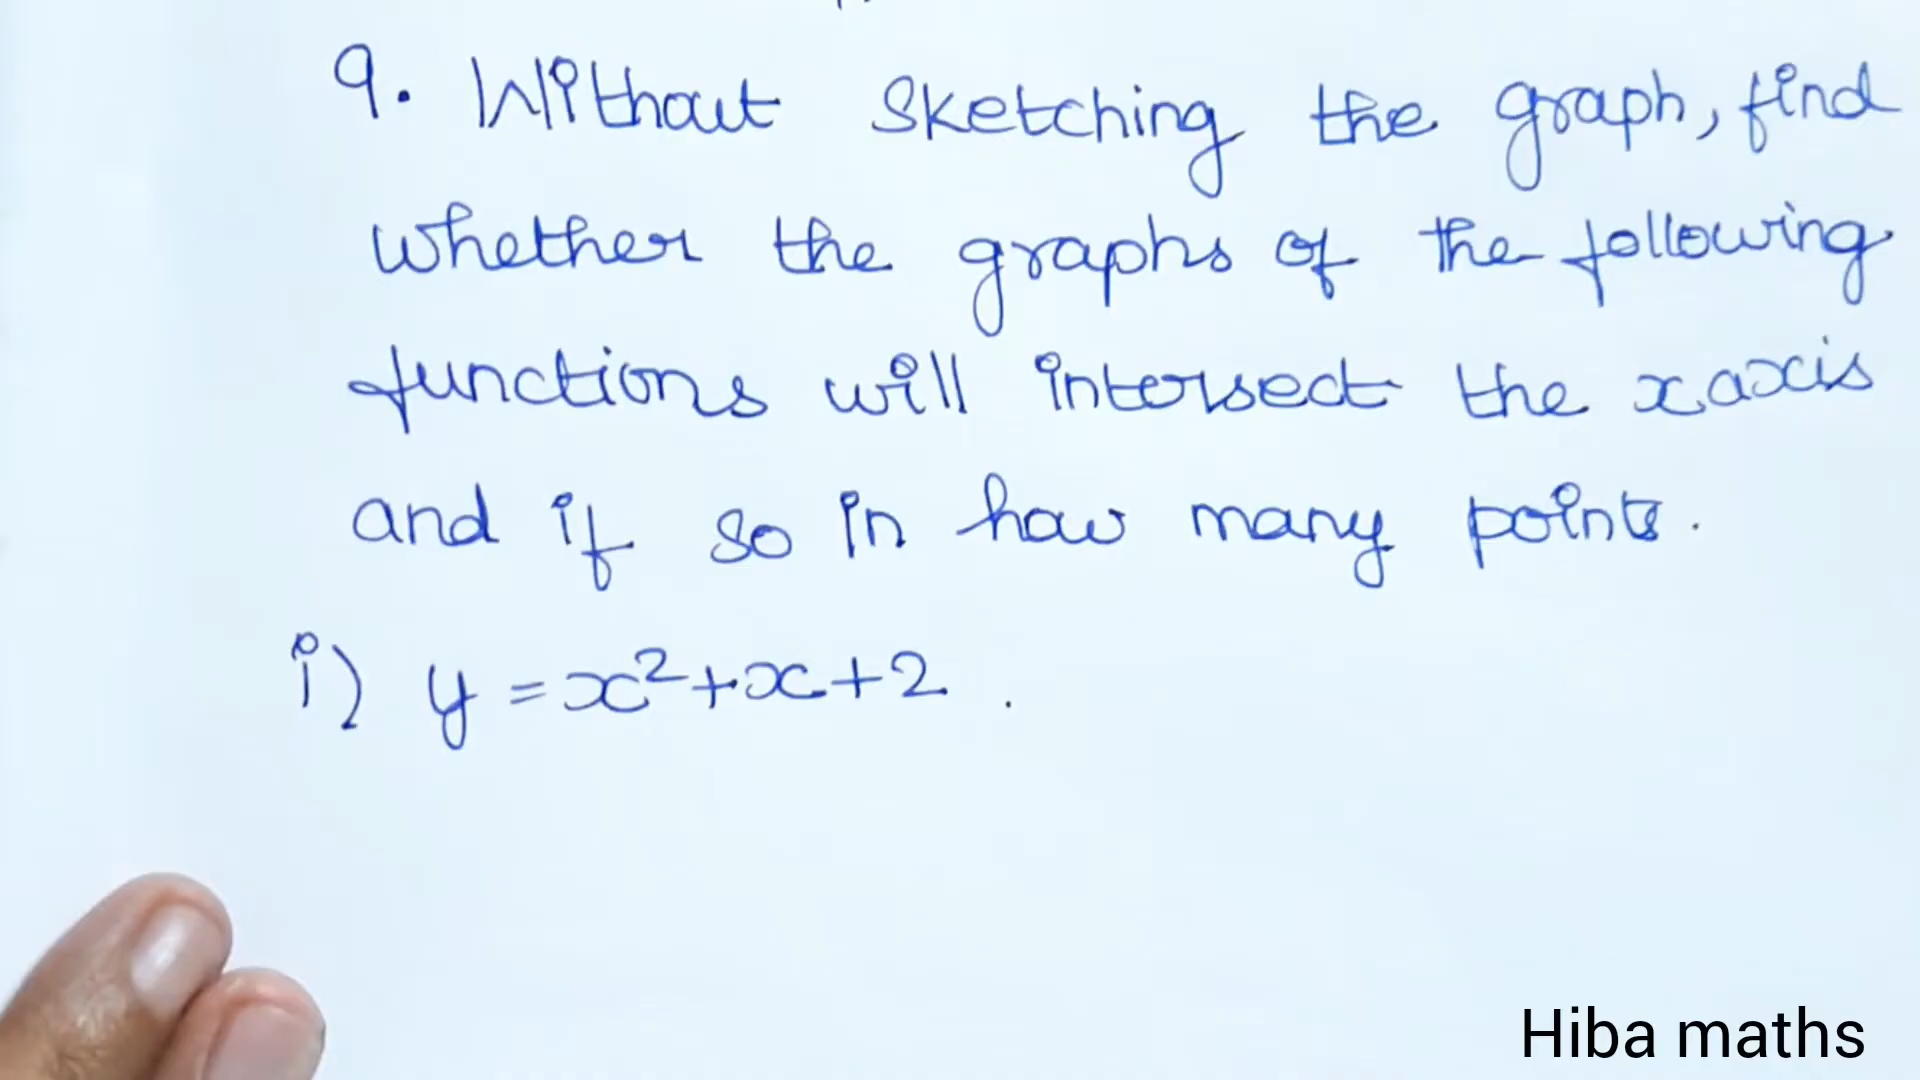 9. Without Sketching the graph, find
whether the graphs of the following
functions will intersect the x axis
and if so in how many points.
i) y = x²+x+2 .
Hiba maths